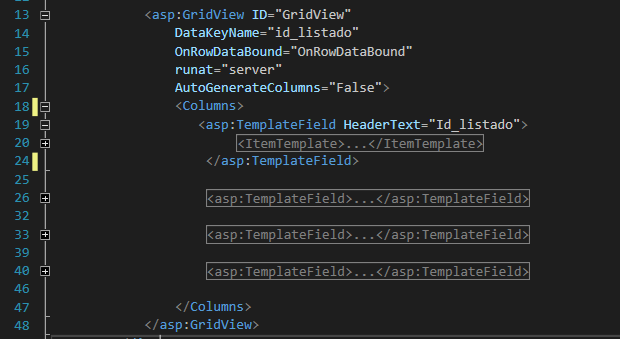 13 <asp:GridView ID="GridView"
14 DataKeyName="id_listado"
15 OnRowDataBound="OnRowDataBound"
16 runat="server"
17 AutoGenerateColumns="False">
18 <Columns>
19 <asp:TemplateField HeaderText="Id_listado">
20 <ItemTemplate>...</ItemTemplate>
24 </asp:TemplateField>
25
26 <asp:TemplateField>...</asp:TemplateField>
32
33 <asp:TemplateField>...</asp:TemplateField>
39
40 <asp:TemplateField>...</asp:TemplateField>
46
47 </Columns>
48 </asp:GridView>